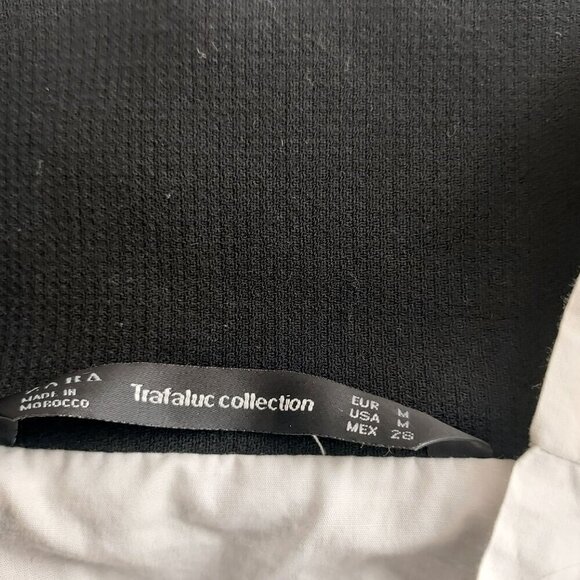 ZARA
MADE IN
MOROCCO
Trafaluc collection
EUR M
USA M
MEX 28